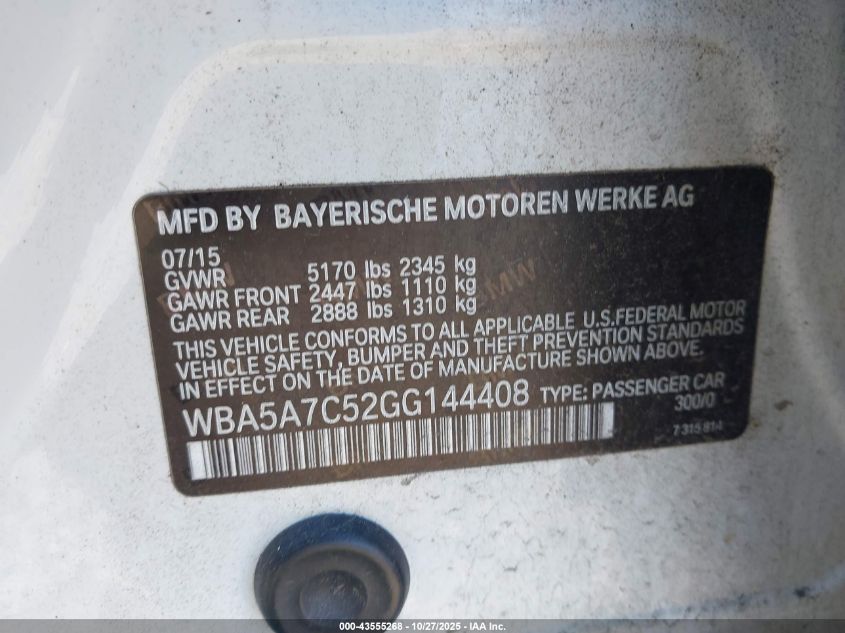 MFD BY BAYERISCHE MOTOREN WERKE AG
07/15
GVWR 5170 lbs 2345 kg
GAWR FRONT 2447 lbs 1110 kg
GAWR REAR 2888 lbs 1310 kg
THIS VEHICLE CONFORMS TO ALL APPLICABLE U.S.FEDERAL MOTOR
VEHICLE SAFETY, BUMPER AND THEFT PREVENTION STANDARDS
IN EFFECT ON THE DATE OF MANUFACTURE SHOWN ABOVE.
WBA5A7C52GG144408 TYPE: PASSENGER CAR
300/0
7 315 814
000-43555268 - 10/27/2025 - IAA Inc.